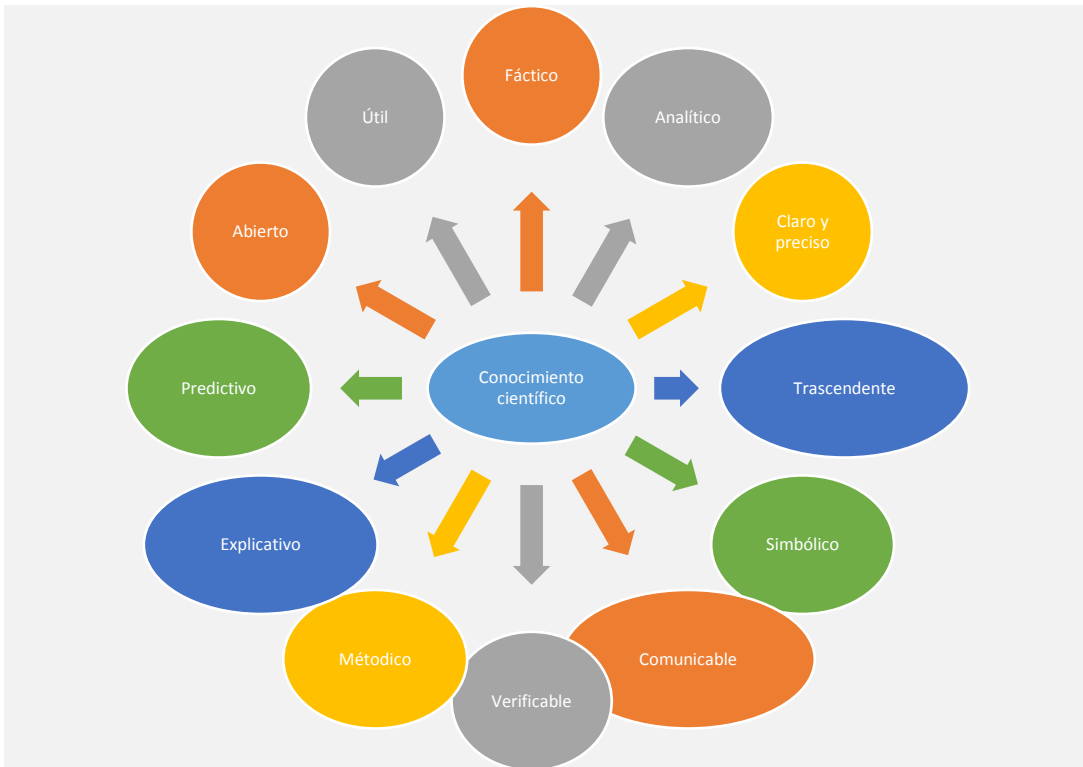 Fáctico
Analítico
Claro y
preciso
Trascendente
Simbólico
Comunicable
Verificable
Métodico
Explicativo
Predictivo
Abierto
Útil
Conocimiento
científico